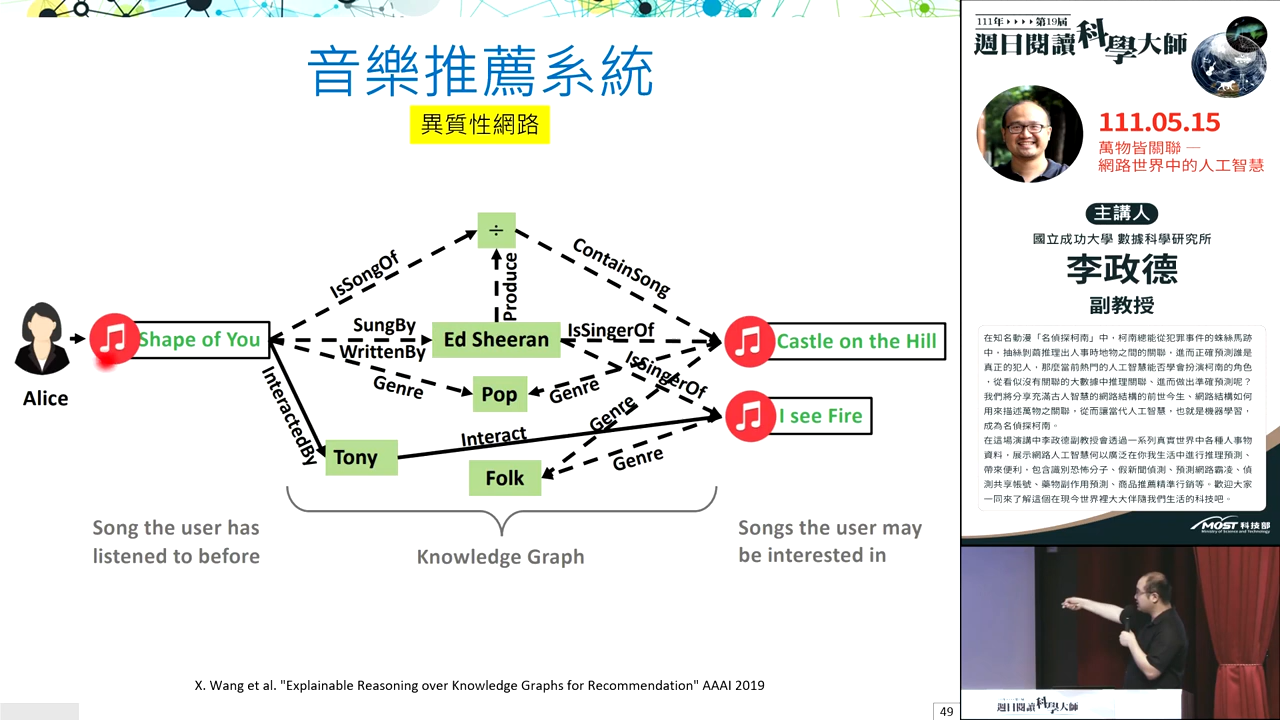 音樂推薦系統
異質性網路
÷
IsSongOf
ContainSong
Produce
SungBy
WrittenBy
Genre
Ed Sheeran
IsSingerOf
IsSingerOf
Shape of You
Castle on the Hill
Pop
Genre
Genre
Alice
InteractedBy
I see Fire
Tony
Interact
Genre
Folk
Song the user has
listened to before
Knowledge Graph
Songs the user may
be interested in
X. Wang et al. "Explainable Reasoning over Knowledge Graphs for Recommendation" AAAI 2019
49
111年 第19屆
週日閱讀科學大師
111.05.15
萬物皆關聯 —
網路世界中的人工智慧
主講人
國立成功大學 數據科學研究所
李政德
副教授
在知名動漫「名偵探柯南」中，柯南總能從犯罪事件的蛛絲馬跡
中，抽絲剝繭推理出人事時地物之間的關聯，進而正確預測誰是
真正的犯人，那麼當前熱門的人工智慧能否學會扮演柯南的角色
，從看似沒有關聯的大數據中推理關聯、進而做出準確預測呢？
我們將分享充滿古人智慧的網路結構的前世今生、網路結構如何
用來描述萬物之關聯，從而讓當代人工智慧，也就是機器學習，
成為名偵探柯南。
在這場演講中李政德副教授會透過一系列真實世界中各種人事物
資料，展示網路人工智慧何以廣泛在你我生活中進行推理預測、
帶來便利，包含識別恐怖分子、假新聞偵測、預測網路霸凌、偵
測共享帳號、藥物副作用預測、商品推薦精準行銷等。歡迎大家
一同來了解這個在現今世界裡大大伴隨我們生活的科技吧。
MOST 科技部
Ministry of Science and Technology
週日閱讀科學大師